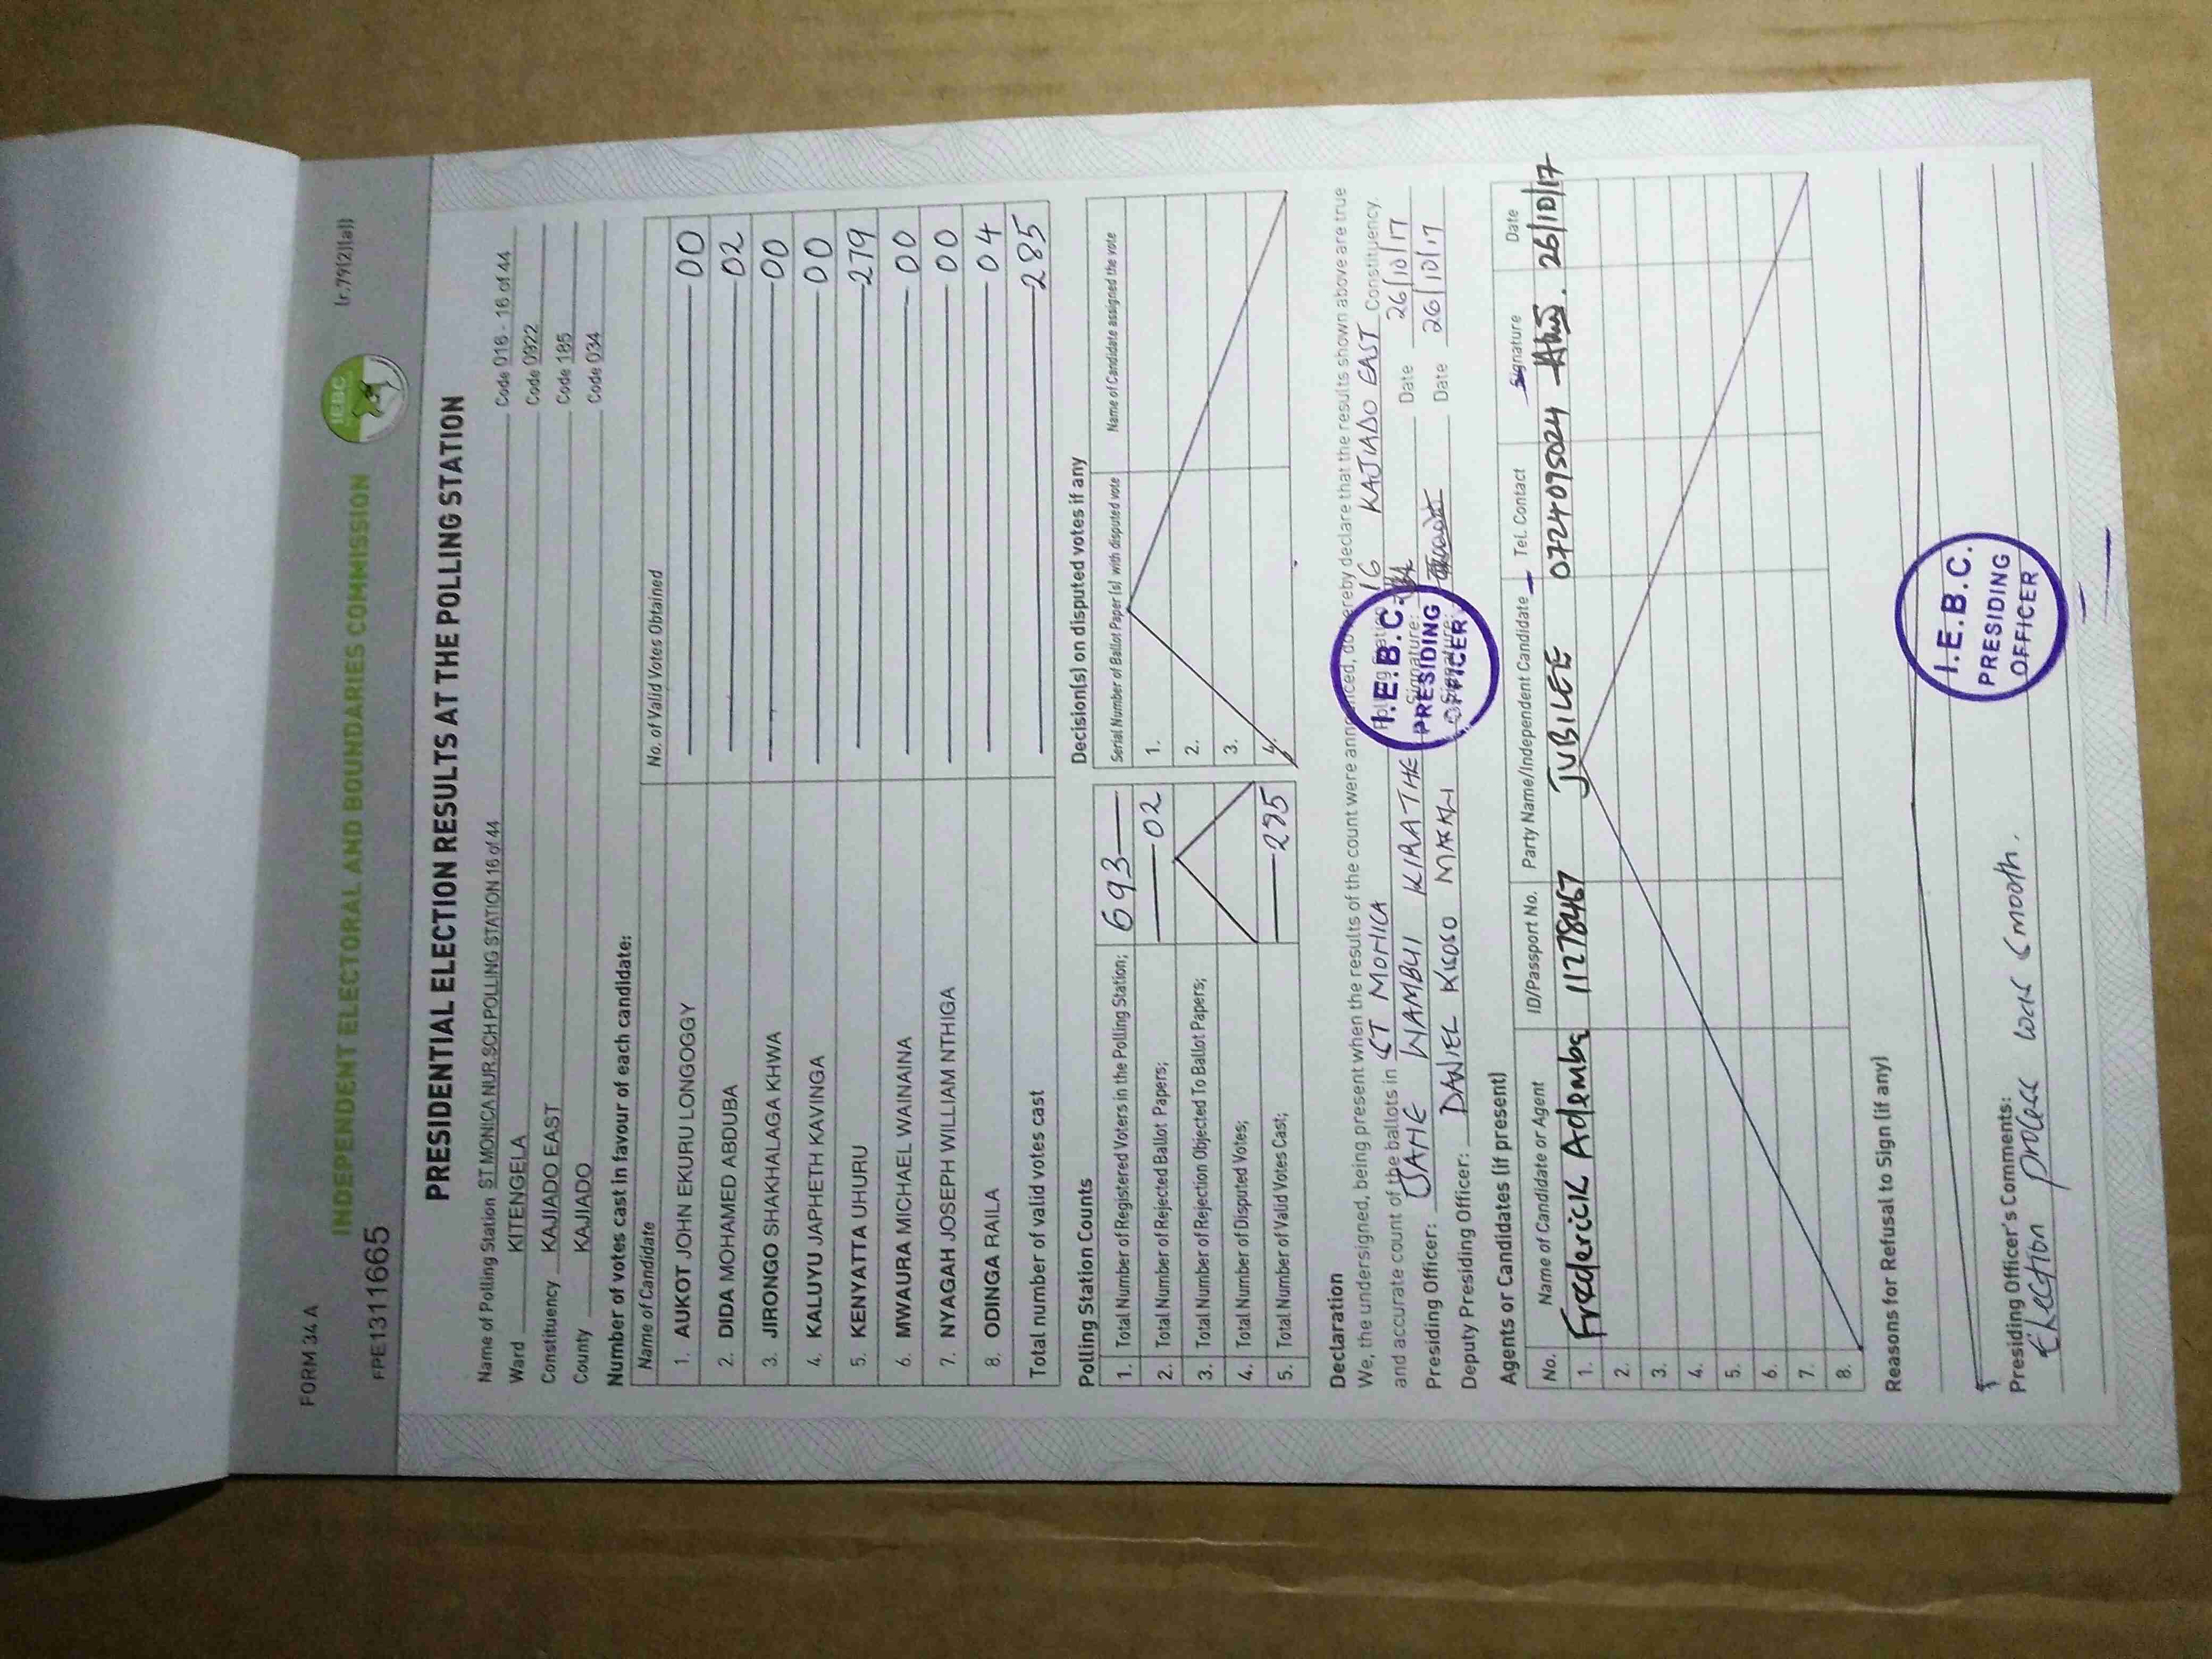 FORM 34 A
(r.79(2)(a))
INDEPENDENT ELECTORAL AND BOUNDARIES COMMISSION
IEBC
FPE1311665
PRESIDENTIAL ELECTION RESULTS AT THE POLLING STATION
Name of Polling Station ST MONICA NUR.SCH POLLING STATION 16 of 44 Code 016 - 16 of 44
Ward KITENGELA Code 0922
Constituency KAJIADO EAST Code 185
County KAJIADO Code 034
Number of votes cast in favour of each candidate:
Name of Candidate No. of Valid Votes Obtained
1. AUKOT JOHN EKURU LONGOGGY 00
2. DIDA MOHAMED ABDUBA 02
3. JIRONGO SHAKHALAGA KHWA 00
4. KALUYU JAPHETH KAVINGA 00
5. KENYATTA UHURU 279
6. MWAURA MICHAEL WAINAINA 00
7. NYAGAH JOSEPH WILLIAM NTHIGA 00
8. ODINGA RAILA 04
Total number of valid votes cast 285
Polling Station Counts
1. Total Number of Registered Voters in the Polling Station; 693
2. Total Number of Rejected Ballot Papers; 02
3. Total Number of Rejection Objected To Ballot Papers;
4. Total Number of Disputed Votes;
5. Total Number of Valid Votes Cast; 285
Decision(s) on disputed votes if any
Serial Number of Ballot Paper (s) with disputed vote Name of Candidate assigned the vote
1.
2.
3.
4.
Declaration
We, the undersigned, being present when the results of the count were announced, do hereby declare that the results shown above are true
and accurate count of the ballots in ST MONICA Polling Station 16 KAJIADO EAST Constituency.
Presiding Officer: JANE WAMBUI KIRATHE Signature: Date 26/10/17
Deputy Presiding Officer: DANIEL KISOSO MAKAU Signature: Date 26/10/17
I.E.B.C.
PRESIDING
OFFICER
Agents or Candidates (if present)
No. Name of Candidate or Agent ID/Passport No. Party Name/Independent Candidate Tel. Contact Signature Date
1. Frederick Ademba 11278467 JUBILEE 0724095024 26/10/17
2.
3.
4.
5.
6.
7.
8.
Reasons for Refusal to Sign (if any)
Presiding Officer's Comments:
Election process was smooth.
I.E.B.C.
PRESIDING
OFFICER